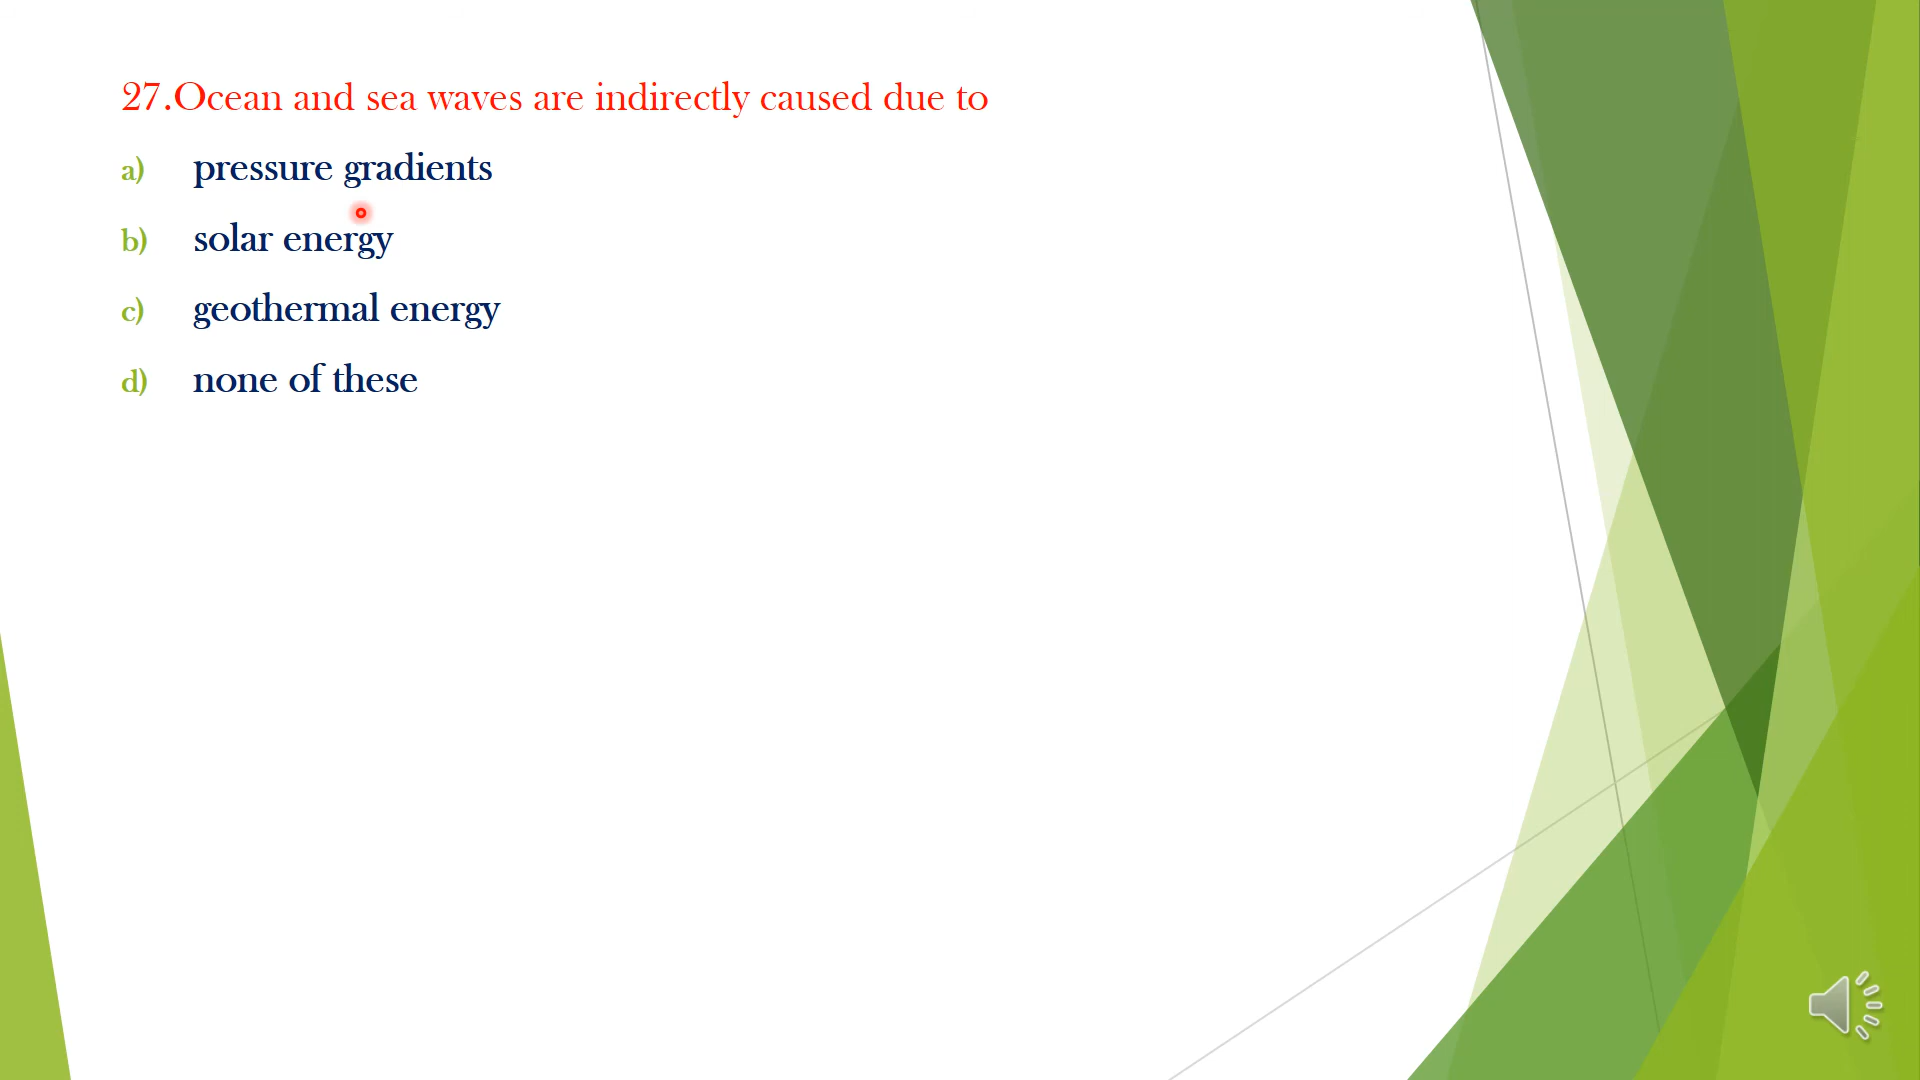 27.Ocean and sea waves are indirectly caused due to
a) pressure gradients
b) solar energy
c) geothermal energy
d) none of these